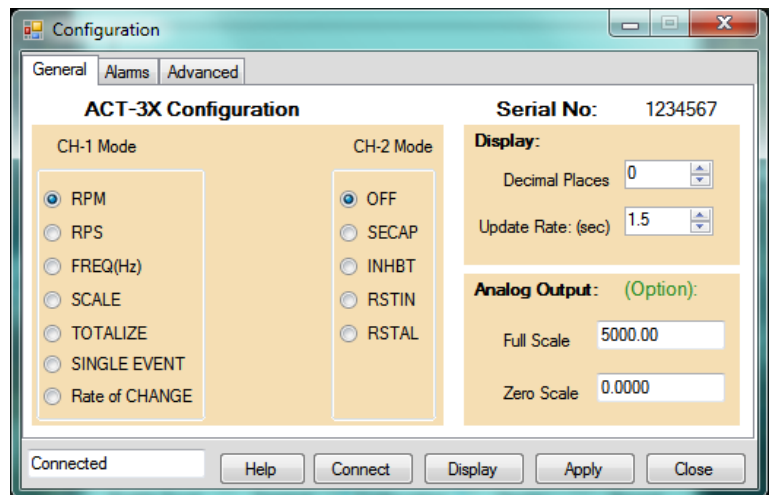 Configuration
General Alarms Advanced
ACT-3X Configuration
CH-1 Mode
RPM
RPS
FREQ(Hz)
SCALE
TOTALIZE
SINGLE EVENT
Rate of CHANGE
CH-2 Mode
OFF
SECAP
INHBT
RSTIN
RSTAL
Serial No: 1234567
Display:
Decimal Places 0
Update Rate: (sec) 1.5
Analog Output: (Option):
Full Scale 5000.00
Zero Scale 0.0000
Connected Help Connect Display Apply Close